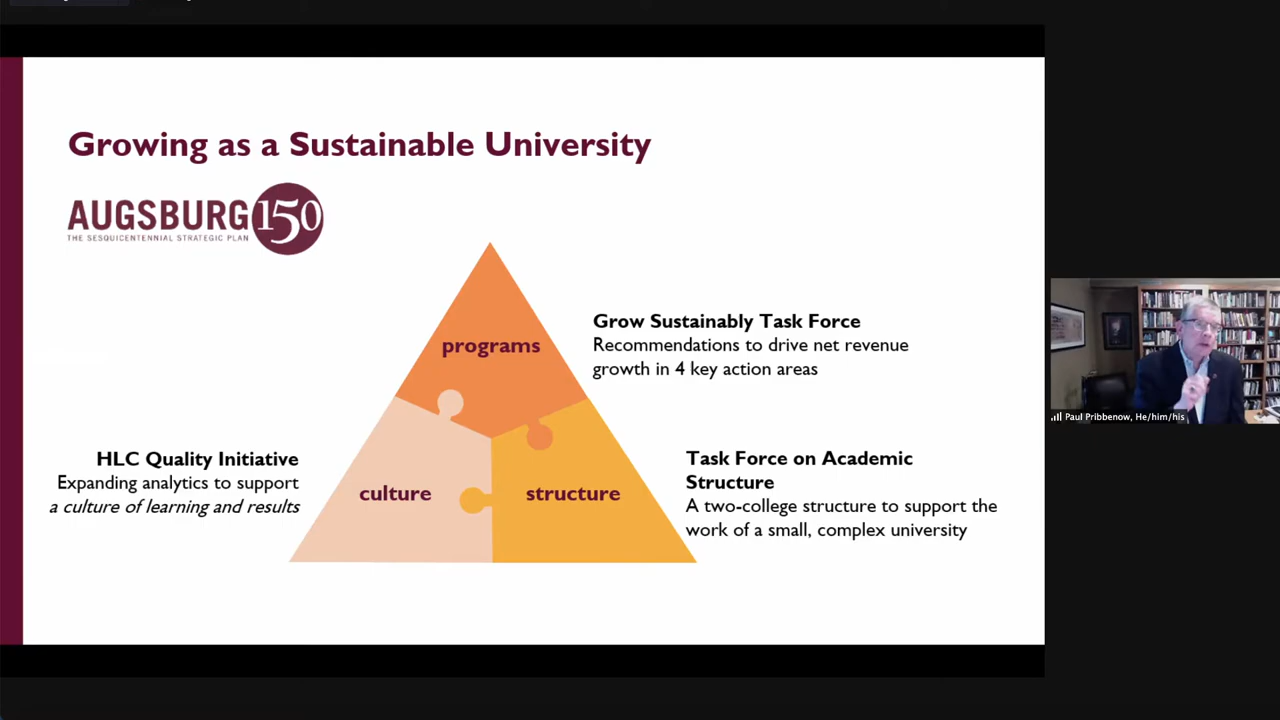 Growing as a Sustainable University
AUGSBURG 150
THE SESQUICENTENNIAL STRATEGIC PLAN
programs
Grow Sustainably Task Force
Recommendations to drive net revenue
growth in 4 key action areas
HLC Quality Initiative
Expanding analytics to support
a culture of learning and results
culture
structure
Task Force on Academic
Structure
A two-college structure to support the
work of a small, complex university
Paul Pribbenow, He/him/his